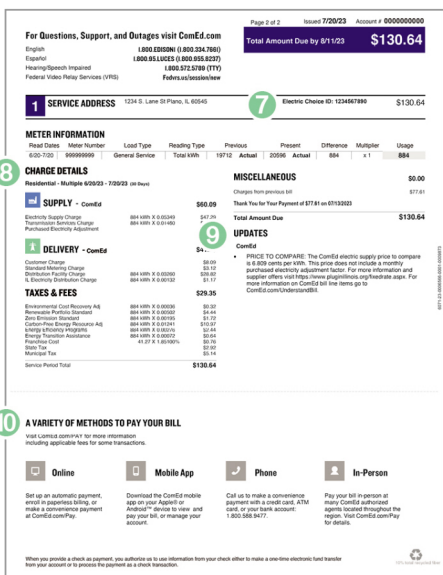 Page 2 of 2
Issued 7/20/23
Account # 0000000000
For Questions, Support, and Outages visit ComEd.com
Total Amount Due by 8/11/23
$130.64
English
1.800.EDISON1 (1.800.334.7661)
Español
1.800.95.LUCES (1.800.955.8237)
Hearing/Speech Impaired
1.800.572.5789 (TTY)
Federal Video Relay Services (VRS)
Fedvrs.us/session/new
7
1 SERVICE ADDRESS
1234 S. Lane St Plano, IL 60545
Electric Choice ID: 1234567890
$130.64
METER INFORMATION
Read Dates Meter Number Load Type Reading Type Previous Present Difference Multiplier Usage
6/20-7/20 999999999 General Service Total kWh 19712 Actual 20596 Actual 884 x 1 884
8
CHARGE DETAILS
Residential - Multiple 6/20/23 - 7/20/23 (30 Days)
SUPPLY - ComEd
$60.09
Electricity Supply Charge 884 kWh X 0.05349 $47.29
Transmission Services Charge 884 kWh X 0.01480
Purchased Electricity Adjustment
9
DELIVERY - ComEd
Customer Charge $8.09
Standard Metering Charge $3.12
Distribution Facility Charge 884 kWh X 0.03260 $28.82
IL Electricity Distribution Charge 884 kWh X 0.00132 $1.17
TAXES & FEES
$29.35
Environmental Cost Recovery Adj 884 kWh X 0.00036 $0.32
Renewable Portfolio Standard 884 kWh X 0.00502 $4.44
Zero Emission Standard 884 kWh X 0.00195 $1.72
Carbon-Free Energy Resource Adj 884 kWh X 0.01241 $10.97
Energy Efficiency Programs 884 kWh X 0.00276 $2.44
Energy Transition Assistance 884 kWh X 0.00072 $0.64
Franchise Cost $0.76
State Tax $2.92
Municipal Tax $5.14
Service Period Total
$130.64
MISCELLANEOUS
$0.00
Charges from previous bill
$77.61
Thank You for Your Payment of $77.61 on 07/13/2023
Total Amount Due
$130.64
UPDATES
ComEd
• PRICE TO COMPARE: The ComEd electric supply price to compare
is 6.809 cents per kWh. This price does not include a monthly
purchased electricity adjustment factor. For more information and
supplier offers visit https://www.pluginillinois.org/fixedrate.aspx. For
more information on ComEd bill line items go to
ComEd.com/UnderstandBill.
10
A VARIETY OF METHODS TO PAY YOUR BILL
Visit ComEd.com/PAY for more information
including applicable fees for some transactions.
Online
Set up an automatic payment,
enroll in paperless billing, or
make a convenience payment
at ComEd.com/Pay.
Mobile App
Download the ComEd mobile
app on your Apple® or
Android™ device to view and
pay your bill, or manage your
account.
Phone
Call us to make a convenience
payment with a credit card, ATM
card, or your bank account:
1.800.588.9477.
In-Person
Pay your bill in-person at
many ComEd authorized
agents located throughout the
region. Visit ComEd.com/Pay
for details.
When you provide a check as payment, you authorize us to use information from your check either to make a one-time electronic fund transfer
from your account or to process the payment as a check transaction.